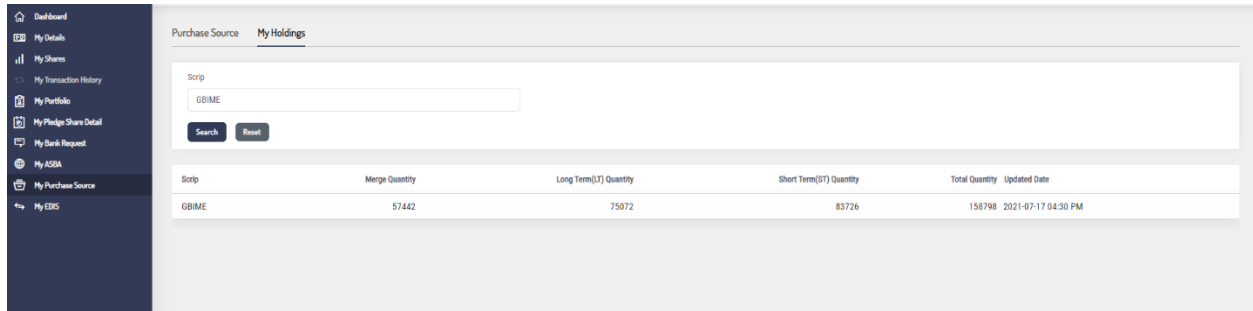 Dashboard
My Details
My Shares
My Transaction History
My Portfolio
My Pledge Share Detail
My Bank Request
My ASBA
My Purchase Source
My EDIS
Purchase Source My Holdings
Scrip
GBIME
Search Reset
Scrip Merge Quantity Long Term(LT) Quantity Short Term(ST) Quantity Total Quantity Updated Date
GBIME 57442 75072 83726 158798 2021-07-17 04:30 PM